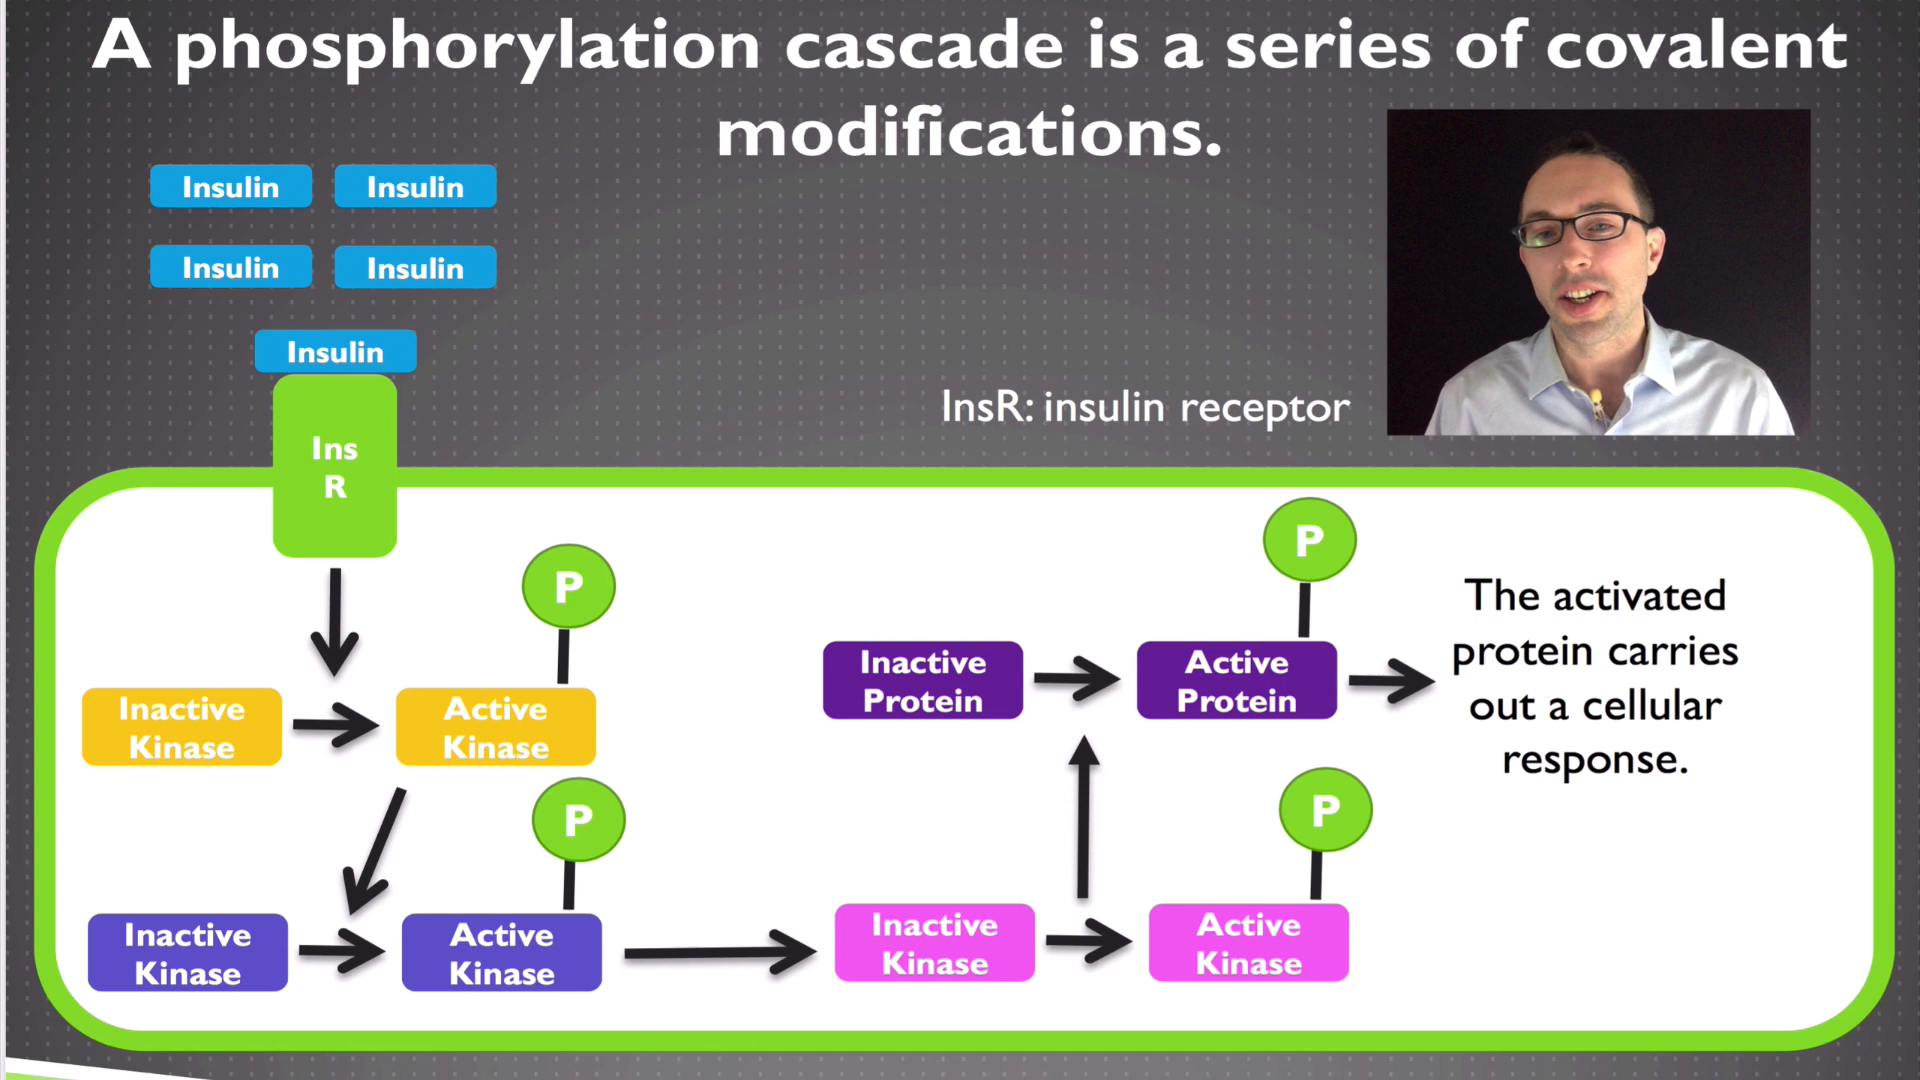 A phosphorylation cascade is a series of covalent
modifications.
Insulin Insulin
Insulin Insulin
Insulin
Ins
R
InsR: insulin receptor
P
P
The activated
protein carries
out a cellular
response.
Inactive
Protein
Active
Protein
Inactive
Kinase
Active
Kinase
P
P
Inactive
Kinase
Active
Kinase
Inactive
Kinase
Active
Kinase